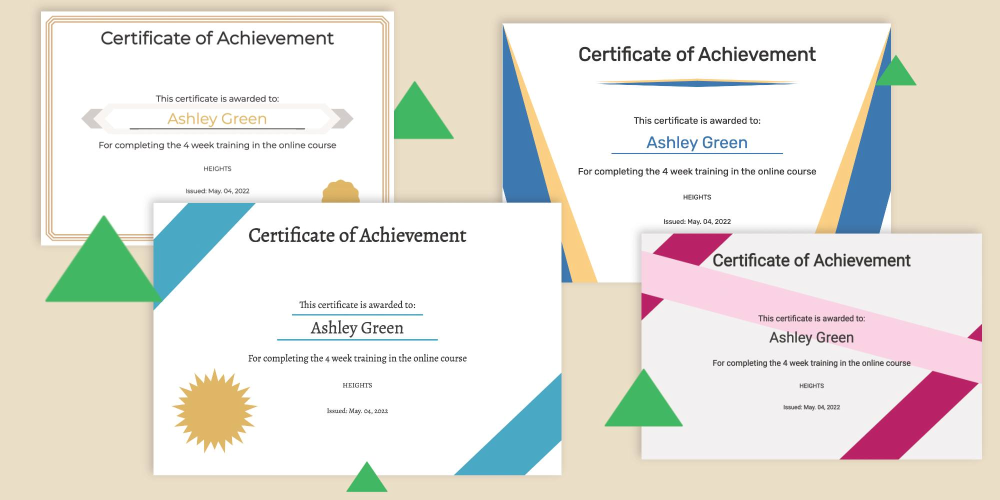 Certificate of Achievement
This certificate is awarded to:
Ashley Green
For completing the 4 week training in the online course
HEIGHTS
Issued: May. 04, 2022
Certificate of Achievement
This certificate is awarded to:
Ashley Green
For completing the 4 week training in the online course
HEIGHTS
Issued: May. 04, 2022
Certificate of Achievement
This certificate is awarded to:
Ashley Green
For completing the 4 week training in the online course
HEIGHTS
Issued: May. 04, 2022
Certificate of Achievement
This certificate is awarded to:
Ashley Green
For completing the 4 week training in the online course
HEIGHTS
Issued: May. 04, 2022